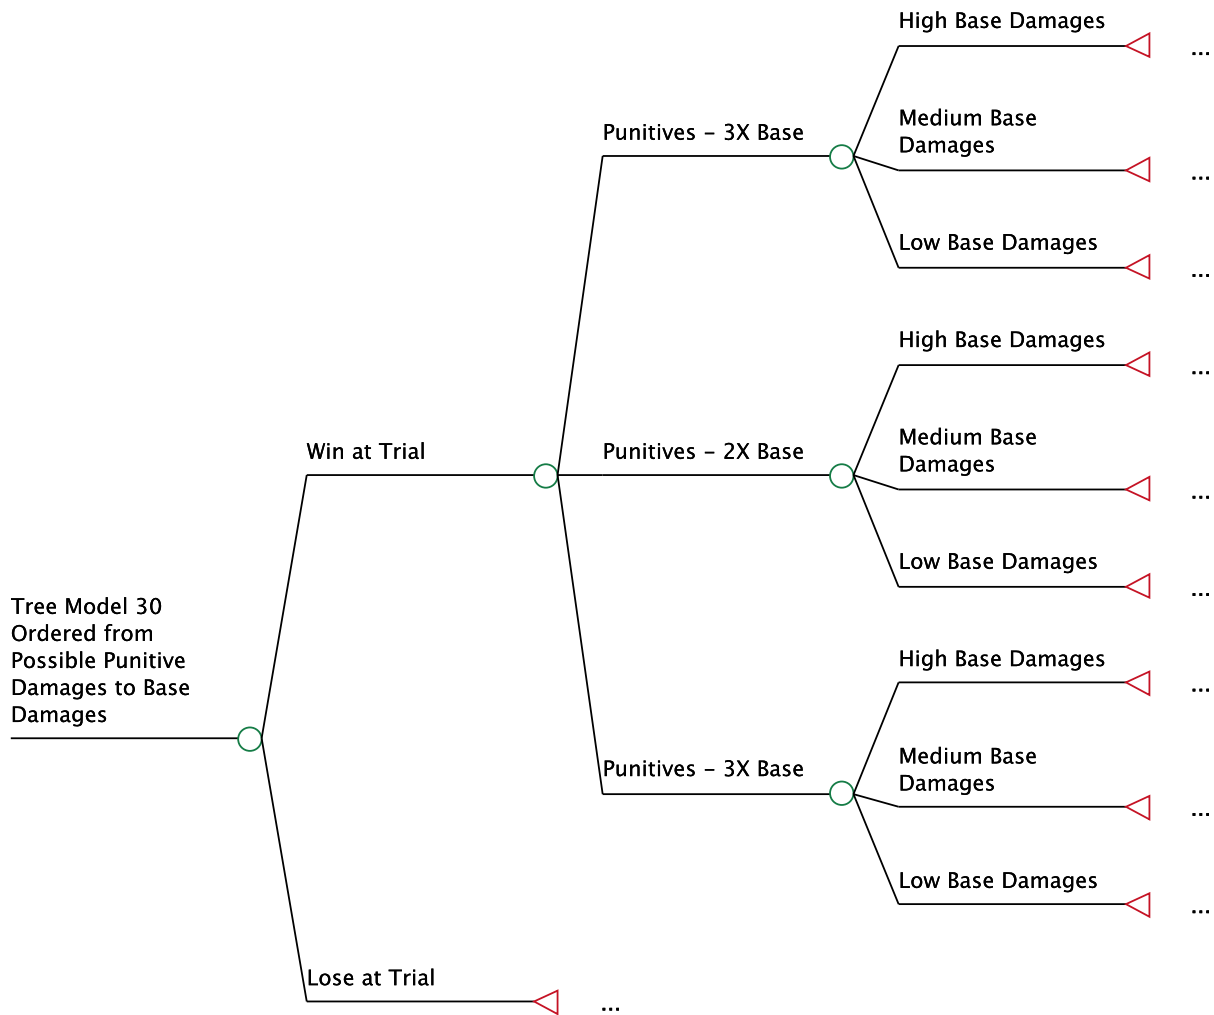 High Base Damages
...
Medium Base
Damages
...
Punitives – 3X Base
Low Base Damages
...
High Base Damages
...
Medium Base
Damages
...
Win at Trial
Punitives – 2X Base
Low Base Damages
...
Tree Model 30
Ordered from
Possible Punitive
Damages to Base
Damages
High Base Damages
...
Medium Base
Damages
...
Punitives – 3X Base
Low Base Damages
...
Lose at Trial
...